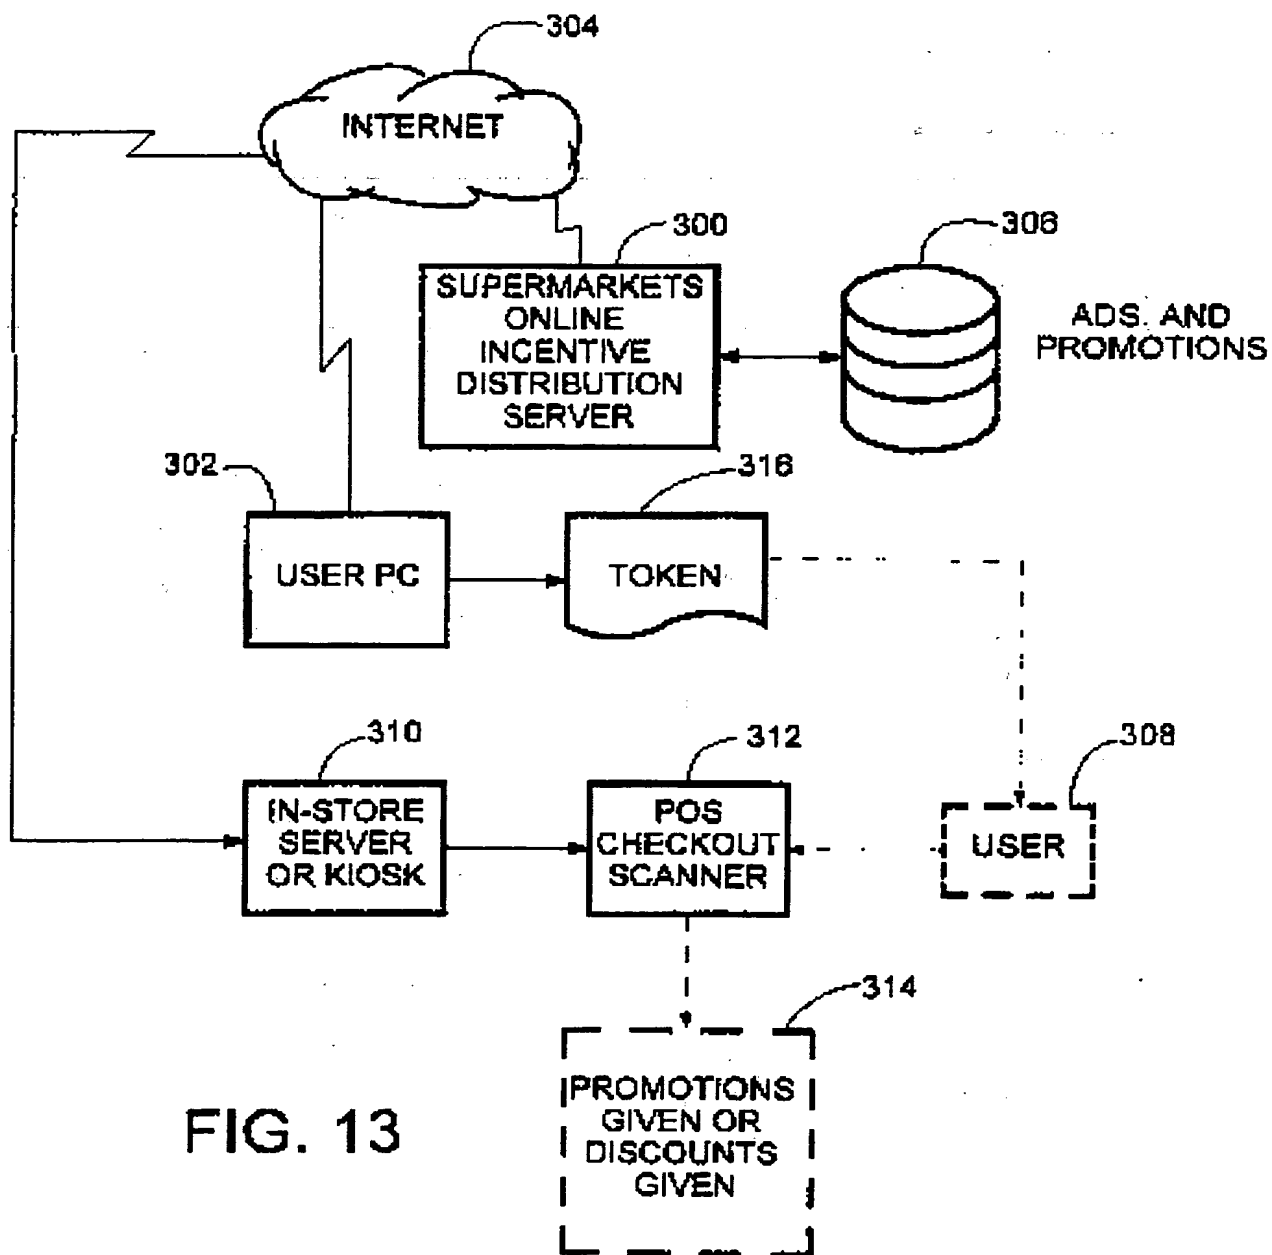 304
INTERNET
300
306
SUPERMARKETS
ONLINE
INCENTIVE
DISTRIBUTION
SERVER
ADS. AND
PROMOTIONS
302
316
USER PC
TOKEN
310
312
308
IN-STORE
SERVER
OR KIOSK
POS
CHECKOUT
SCANNER
USER
314
PROMOTIONS
GIVEN OR
DISCOUNTS
GIVEN
FIG. 13